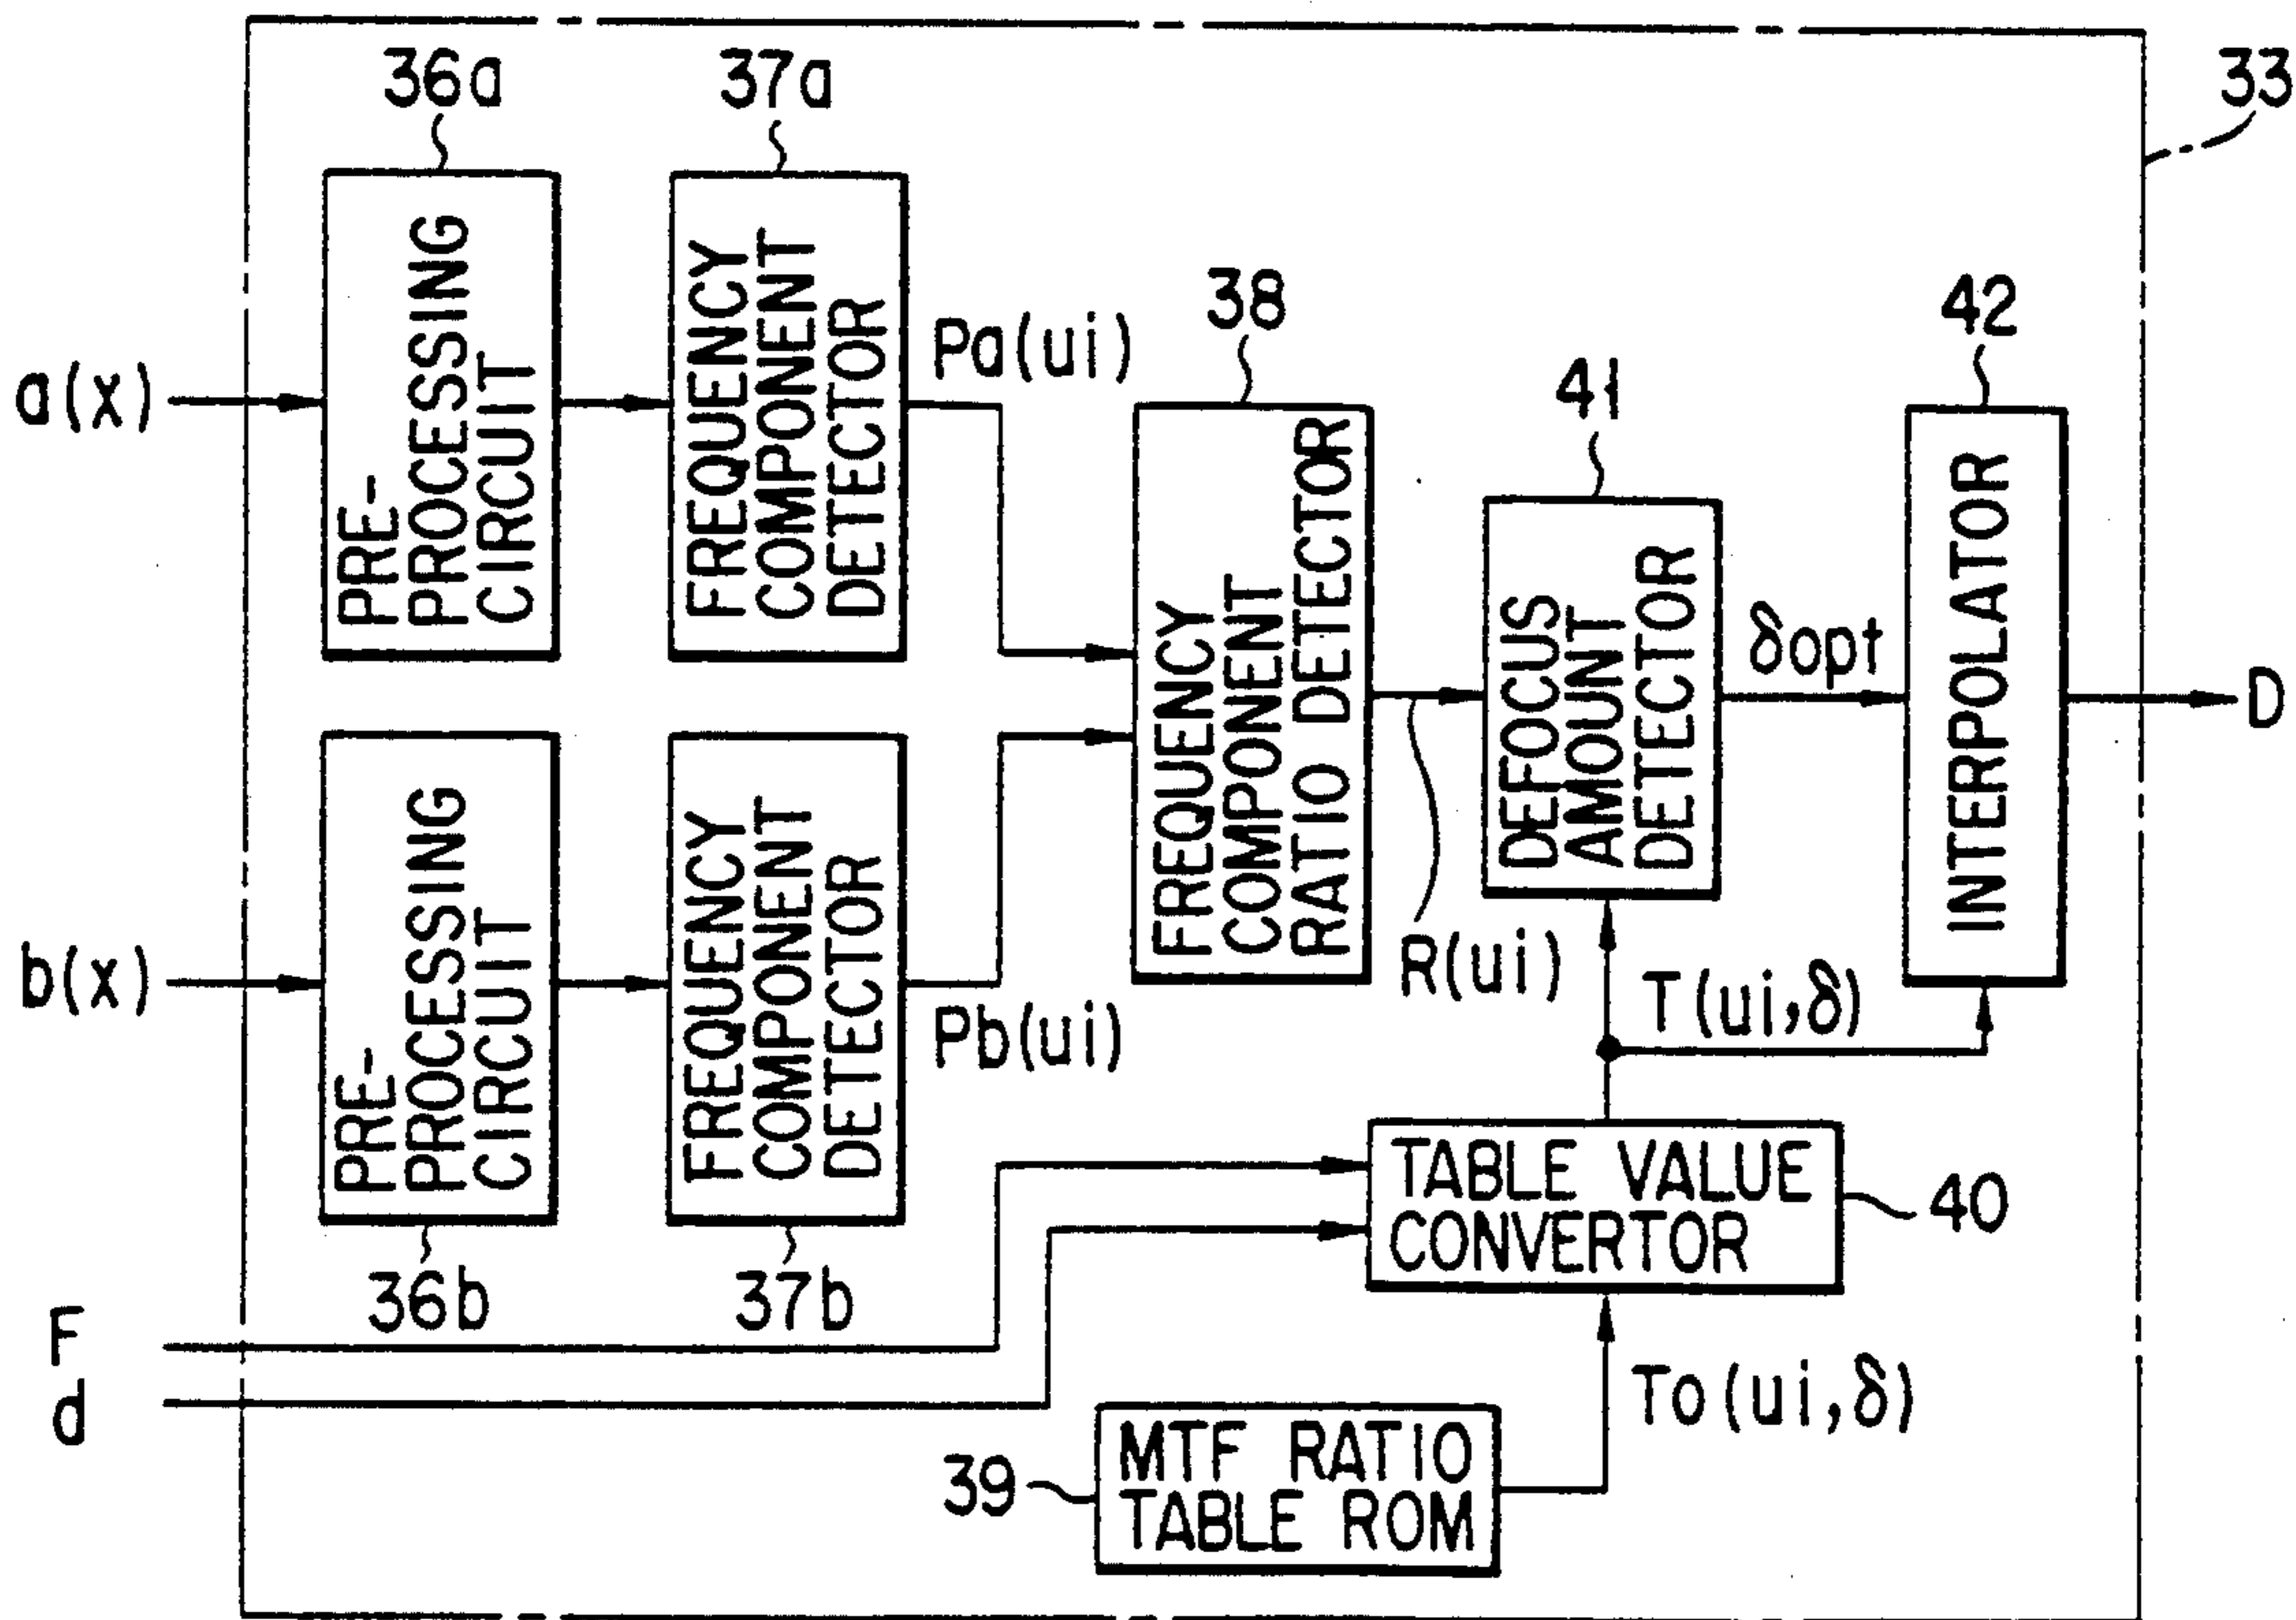 33
36a
37a
PRE-
PROCESSING
CIRCUIT
FREQUENCY
COMPONENT
DETECTOR
a(x)
Pa(ui)
38
FREQUENCY
COMPONENT
RATIO DETECTOR
41
DEFOCUS
AMOUNT
DETECTOR
δopt
42
INTERPOLATOR
D
b(x)
PRE-
PROCESSING
CIRCUIT
FREQUENCY
COMPONENT
DETECTOR
Pb(ui)
R(ui)
T(ui,δ)
36b
37b
TABLE VALUE
CONVERTOR
40
F
d
To(ui,δ)
39
MTF RATIO
TABLE ROM